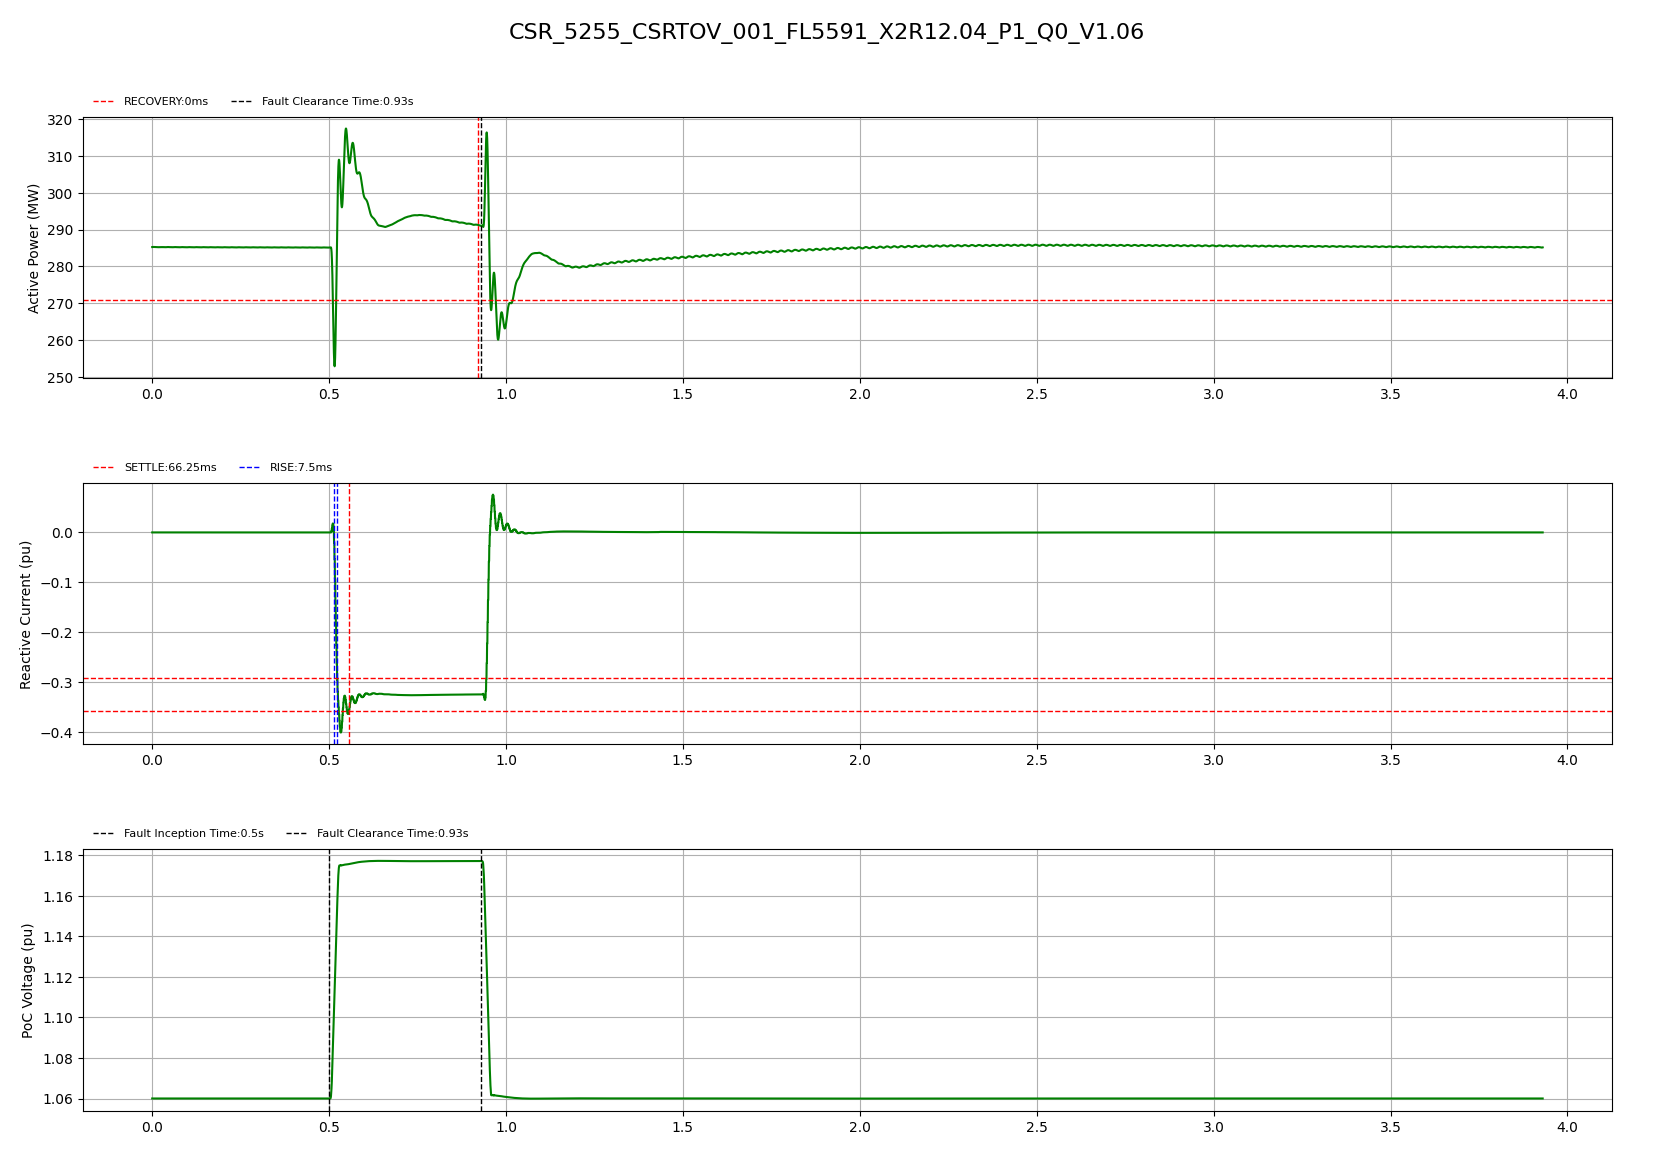 CSR_5255_CSRTOV_001_FL5591_X2R12.04_P1_Q0_V1.06
RECOVERY:0ms Fault Clearance Time:0.93s
320
310
300
290
280
270
260
250
Active Power (MW)
0.0 0.5 1.0 1.5 2.0 2.5 3.0 3.5 4.0
SETTLE:66.25ms RISE:7.5ms
0.0
−0.1
−0.2
−0.3
−0.4
Reactive Current (pu)
0.0 0.5 1.0 1.5 2.0 2.5 3.0 3.5 4.0
Fault Inception Time:0.5s Fault Clearance Time:0.93s
1.18
1.16
1.14
1.12
1.10
1.08
1.06
PoC Voltage (pu)
0.0 0.5 1.0 1.5 2.0 2.5 3.0 3.5 4.0